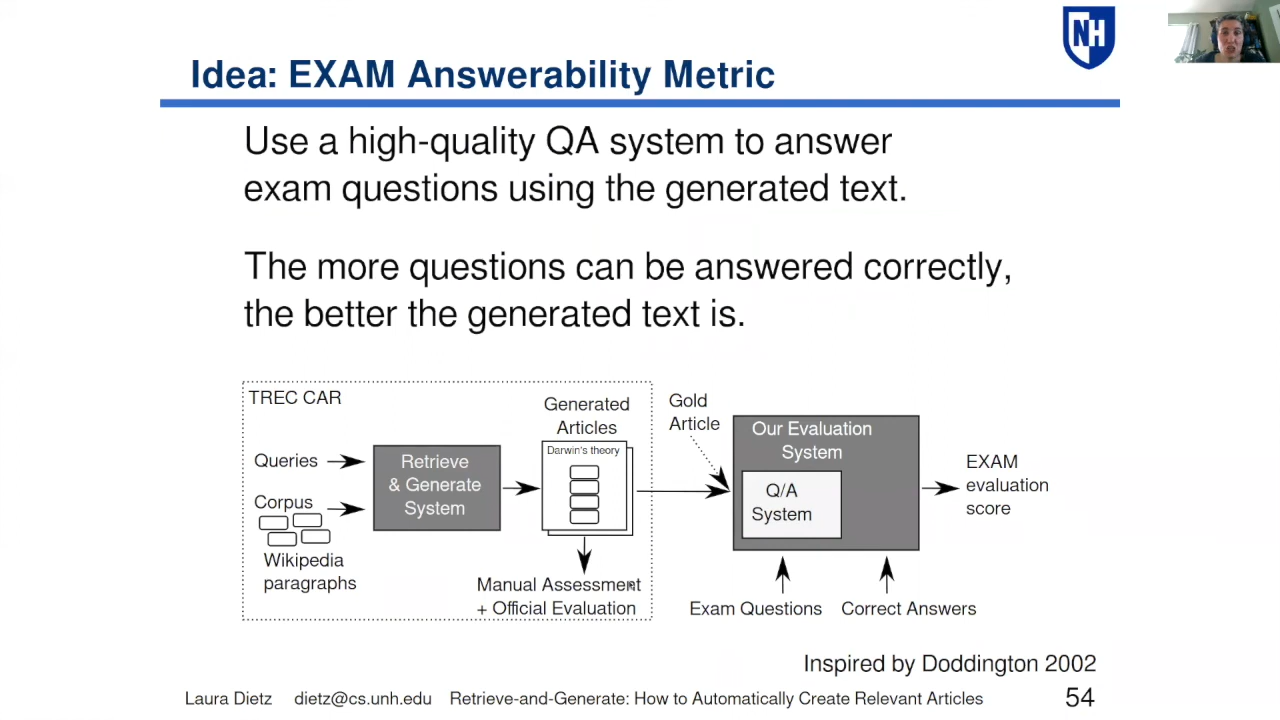 NH
Idea: EXAM Answerability Metric
Use a high-quality QA system to answer
exam questions using the generated text.
The more questions can be answered correctly,
the better the generated text is.
TREC CAR
Queries
Corpus
Wikipedia
paragraphs
Retrieve
& Generate
System
Generated
Articles
Darwin's theory
Manual Assessment
+ Official Evaluation
Gold
Article
Our Evaluation
System
Q/A
System
Exam Questions
Correct Answers
EXAM
evaluation
score
Inspired by Doddington 2002
Laura Dietz dietz@cs.unh.edu Retrieve-and-Generate: How to Automatically Create Relevant Articles 54